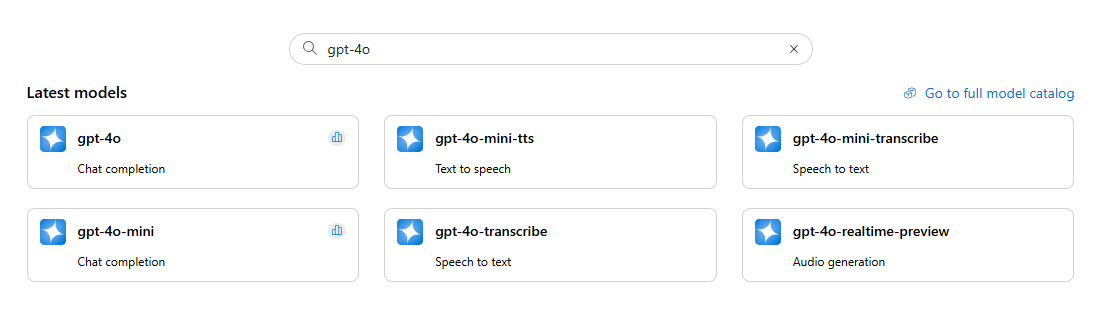 gpt-4o
Latest models
Go to full model catalog
gpt-4o
Chat completion
gpt-4o-mini-tts
Text to speech
gpt-4o-mini-transcribe
Speech to text
gpt-4o-mini
Chat completion
gpt-4o-transcribe
Speech to text
gpt-4o-realtime-preview
Audio generation